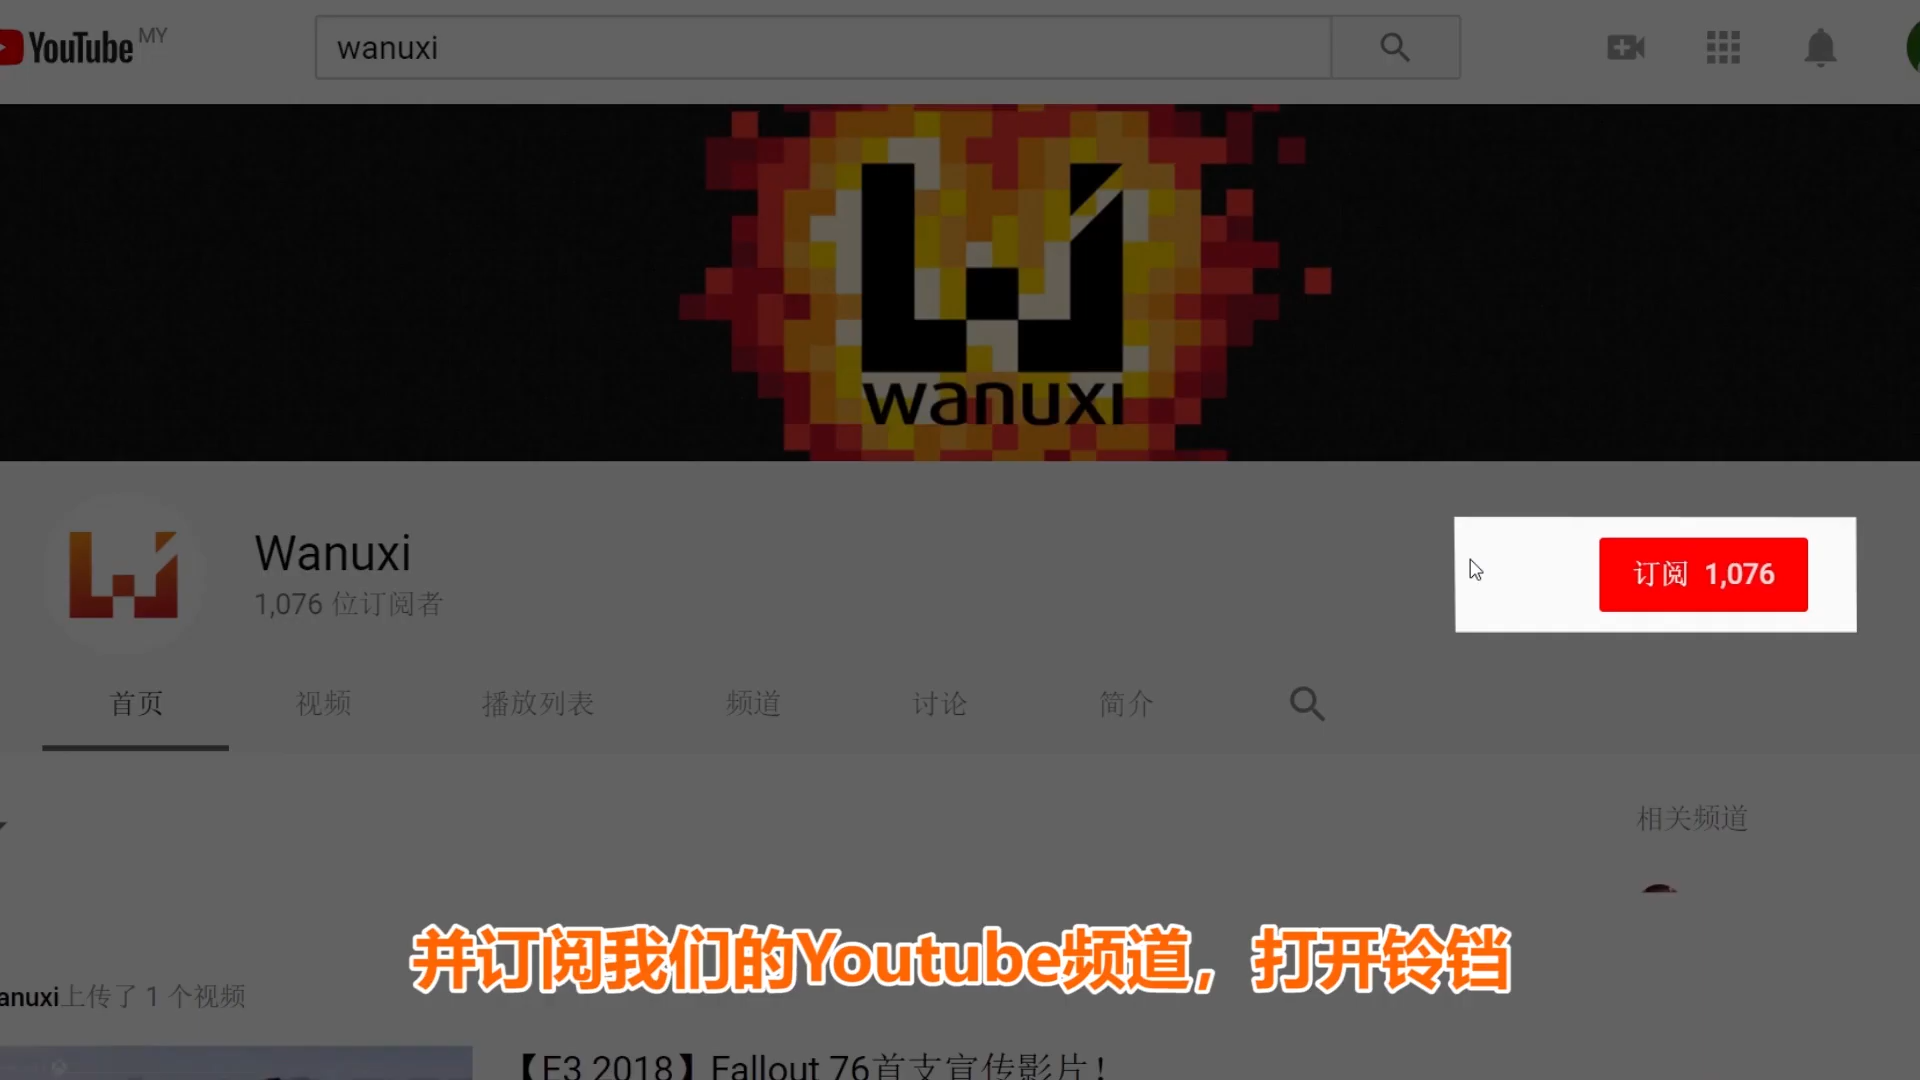 YouTube MY
wanuxi
wanuxi
Wanuxi
1,076 位订阅者
订阅 1,076
首页 视频 播放列表 频道 讨论 简介
相关频道
并订阅我们的Youtube频道，打开铃铛
anuxi上传了 1 个视频
【E3 2018】Fallout 76首支宣传影片！